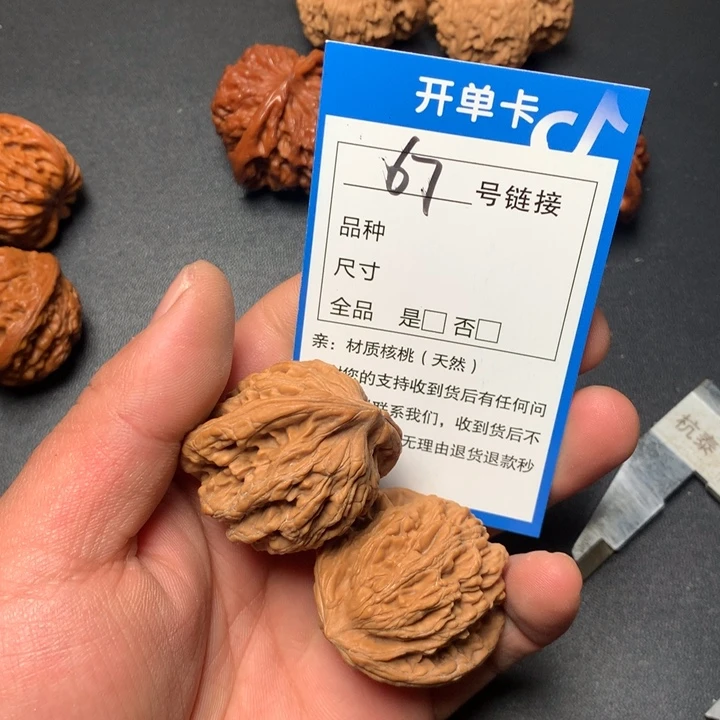 开单卡
67 号链接
品种
尺寸
全品 是□ 否□
亲：材质核桃（天然）
您的支持收到货后有任何问
联系我们，收到货后不
无理由退货退款秒
杭泰